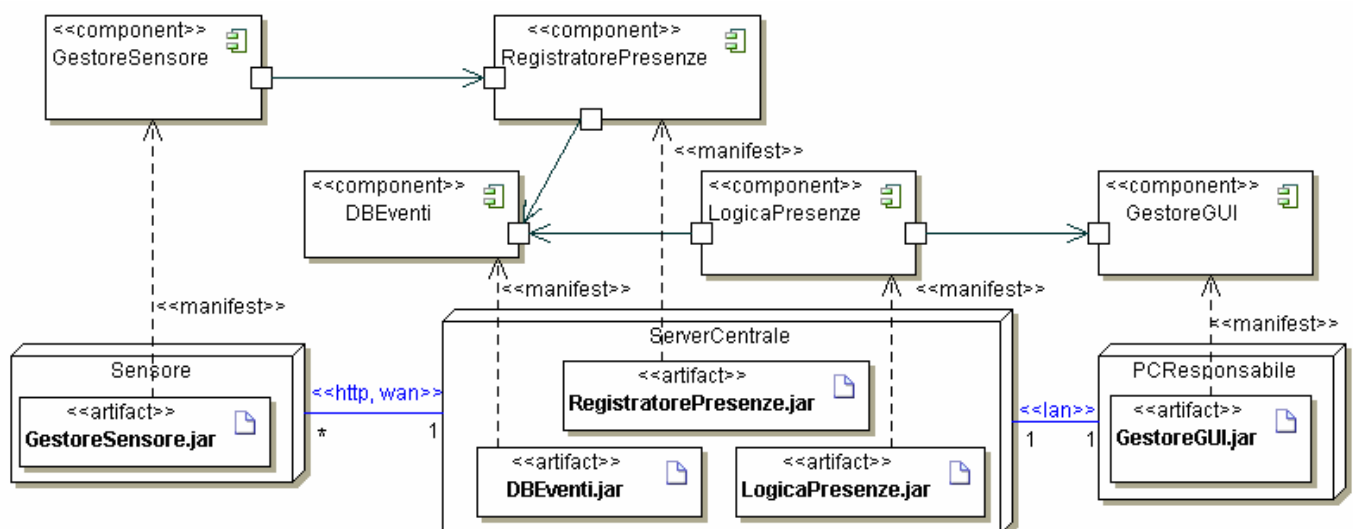 <<component>>
GestoreSensore
<<component>>
RegistratorePresenze
<<manifest>>
<<component>>
DBEventi
<<component>>
LogicaPresenze
<<component>>
GestoreGUI
<<manifest>>
<<manifest>>
<<manifest>>
<<manifest>>
Sensore
<<artifact>>
GestoreSensore.jar
<<http, wan>>
*
1
ServerCentrale
<<artifact>>
RegistratorePresenze.jar
<<artifact>>
DBEventi.jar
<<artifact>>
LogicaPresenze.jar
<<lan>>
1
1
PCResponsabile
<<artifact>>
GestoreGUI.jar